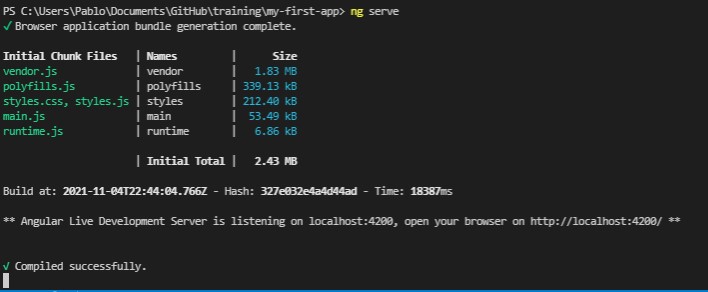 PS C:\Users\Pablo\Documents\GitHub\training\my-first-app> ng serve
√ Browser application bundle generation complete.
Initial Chunk Files | Names | Size
vendor.js | vendor | 1.83 MB
polyfills.js | polyfills | 339.13 kB
styles.css, styles.js | styles | 212.40 kB
main.js | main | 53.49 kB
runtime.js | runtime | 6.86 kB
| Initial Total | 2.43 MB
Build at: 2021-11-04T22:44:04.766Z - Hash: 327e032e4a4d44ad - Time: 18387ms
** Angular Live Development Server is listening on localhost:4200, open your browser on http://localhost:4200/ **
√ Compiled successfully.